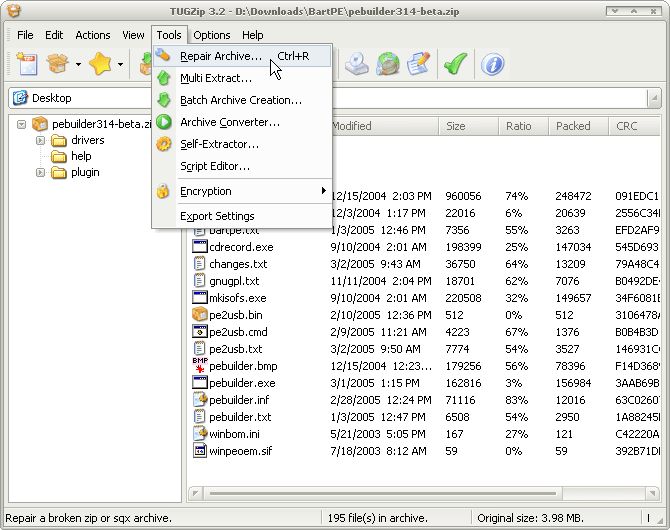 TUGZip 3.2 - D:\Downloads\BartPE\pebuilder314-beta.zip
File Edit Actions View Tools Options Help
Repair Archive... Ctrl+R
Multi Extract...
Batch Archive Creation...
Archive Converter...
Self-Extractor...
Script Editor...
Encryption
Export Settings
Desktop
pebuilder314-beta.zi
drivers
help
plugin
Modified Size Ratio Packed CRC
12/15/2004 2:03 PM 960056 74% 248472 091EDC1
12/3/2004 1:17 PM 22016 6% 20639 2556C34
bartpe.txt 1/3/2005 12:46 PM 7356 55% 3263 EFD2AF9
cdrecord.exe 9/10/2004 2:01 AM 198399 25% 147034 545D693
changes.txt 3/2/2005 9:43 AM 36750 64% 13209 79A48C4
gnugpl.txt 11/11/2004 2:04 PM 18701 62% 7076 B0492DE
mkisofs.exe 9/10/2004 2:01 AM 220508 32% 149657 34F6081
pe2usb.bin 2/10/2005 12:36 PM 512 0% 512 3106478
pe2usb.cmd 2/9/2005 11:21 AM 4223 67% 1376 B0B4B3D
pe2usb.txt 3/2/2005 9:50 AM 7774 54% 3527 146931C
pebuilder.bmp 12/15/2004 12:23... 179256 56% 78396 F14D368
pebuilder.exe 3/1/2005 1:15 PM 162816 3% 156984 3AAB69B
pebuilder.inf 2/28/2005 12:24 PM 71116 83% 12016 63C0260
pebuilder.txt 1/3/2005 12:47 PM 6508 54% 2950 1A88245
winbom.ini 5/21/2003 5:05 PM 167 27% 121 C42220A
winpeoem.sif 7/18/2003 8:12 AM 59 0% 59 392B71D
Repair a broken zip or sqx archive. 195 file(s) in archive. Original size: 3.98 MB.